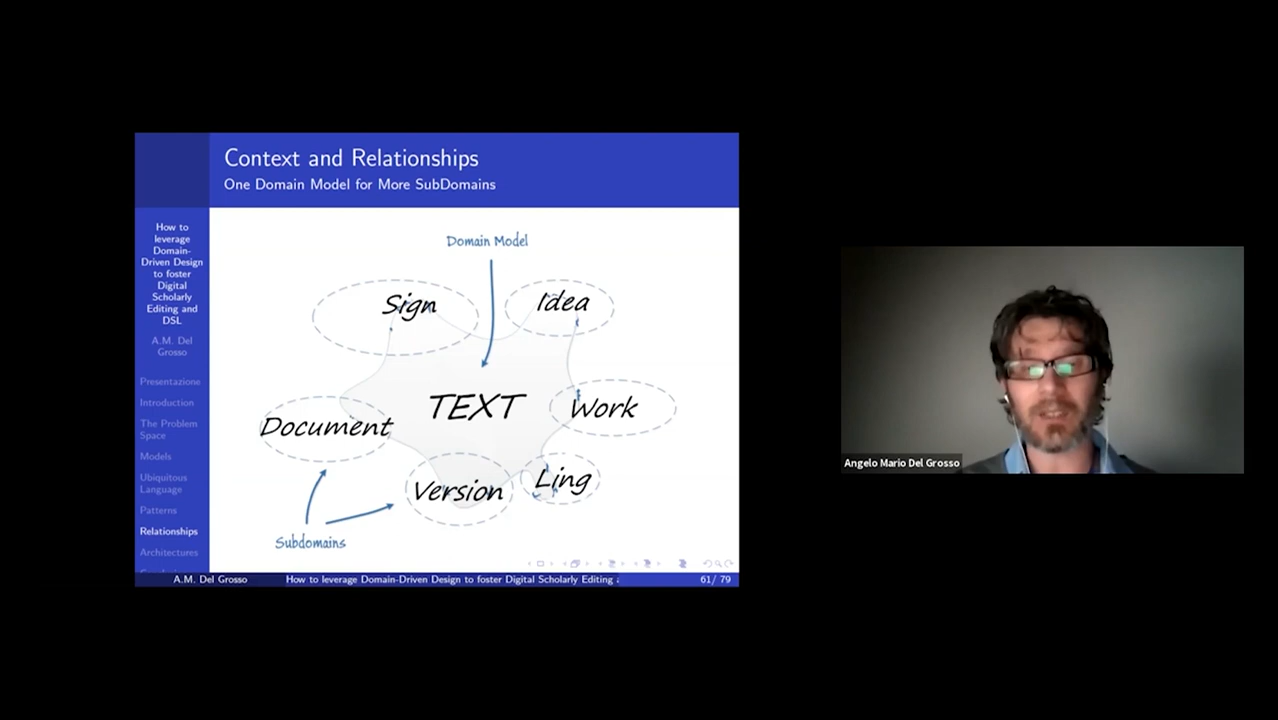 Context and Relationships
One Domain Model for More SubDomains
How to
leverage
Domain-
Driven Design
to foster
Digital
Scholarly
Editing and
DSL
A.M. Del
Grosso
Presentazione
Introduction
The Problem
Space
Models
Ubiquitous
Language
Patterns
Relationships
Architectures
Domain Model
Sign
Idea
TEXT
Work
Document
Version
Ling
Subdomains
A.M. Del Grosso
How to leverage Domain-Driven Design to foster Digital Scholarly Editing a
61/ 79
Angelo Mario Del Grosso